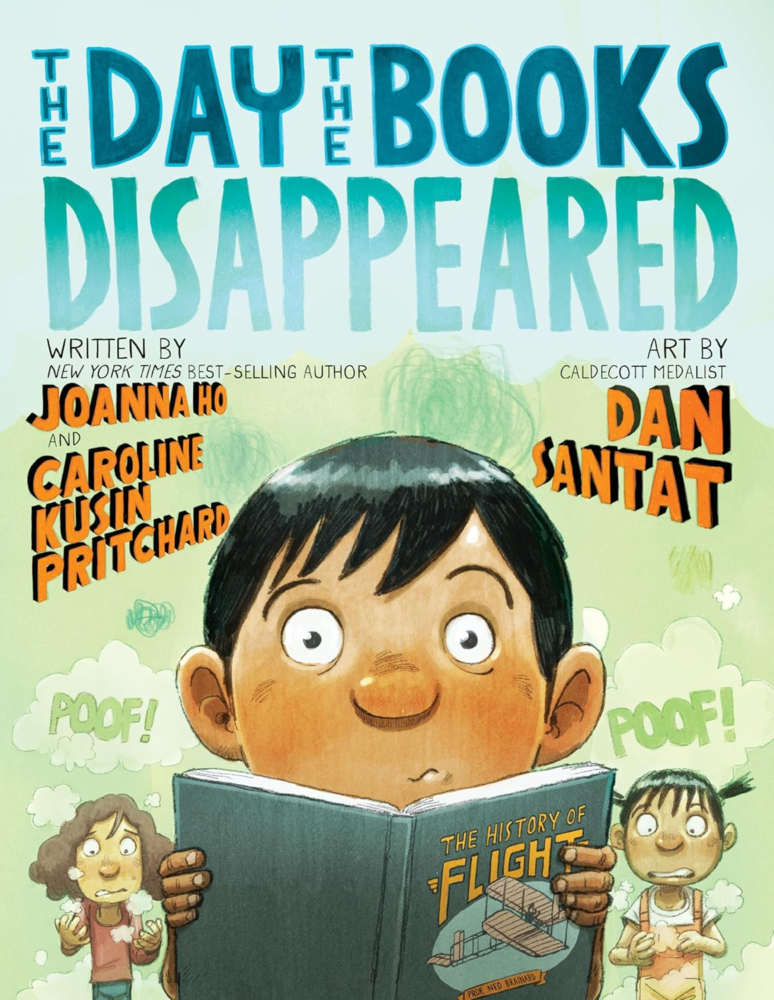 THE DAY THE BOOKS
DISAPPEARED
WRITTEN BY
NEW YORK TIMES BEST-SELLING AUTHOR
JOANNA HO
AND
CAROLINE
KUSIN
PRITCHARD
ART BY
CALDECOTT MEDALIST
DAN
SANTAT
POOF!
POOF!
THE HISTORY OF
FLIGHT
PROF. NED BRAINARD